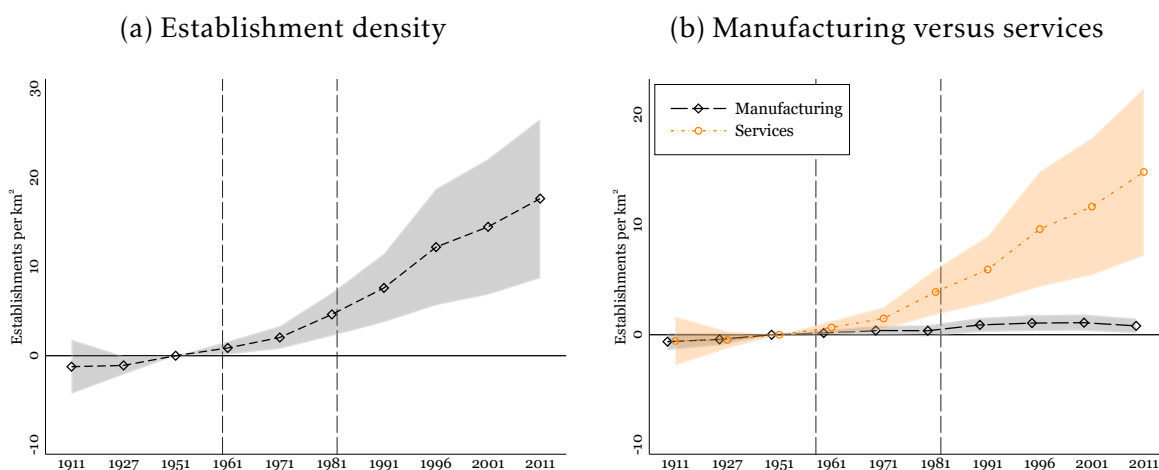 (a) Establishment density
Establishments per km²
30
20
10
0
-10
1911 1927 1951 1961 1971 1981 1991 1996 2001 2011
(b) Manufacturing versus services
Manufacturing
Services
Establishments per km²
20
10
0
-10
1911 1927 1951 1961 1971 1981 1991 1996 2001 2011